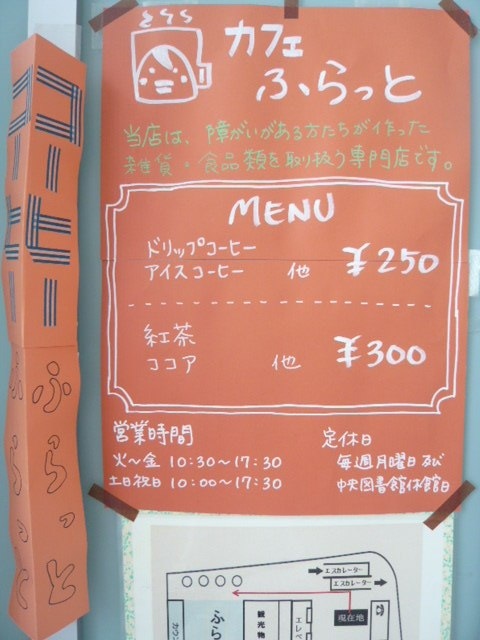 コーヒー
ふらっと
カフェ
ふらっと
当店は、障がいがある方たちが作った
雑貨・食品類を取り扱う専門店です。
MENU
ドリップコーヒー
アイスコーヒー 他 ¥250
紅茶
ココア 他 ¥300
営業時間
火〜金 10:30〜17:30
土日祝日 10:00〜17:30
定休日
毎週月曜日及び
中央図書館休館日
エスカレーター
エスカレーター
現在地
カウン
ふら
観光物
エレベ